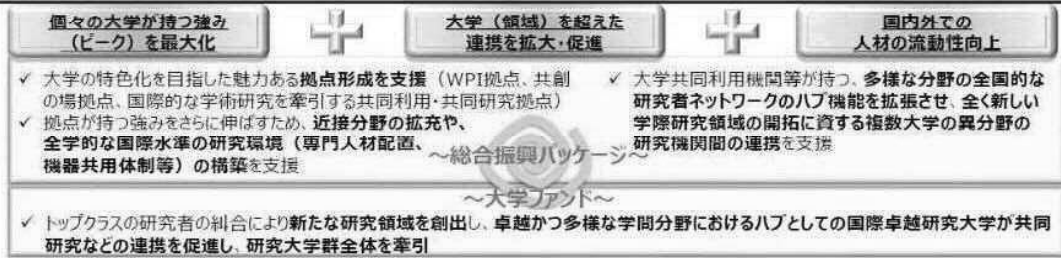 個々の大学が持つ強み
(ピーク)を最大化
大学(領域)を超えた
連携を拡大・促進
国内外での
人材の流動性向上
✓ 大学の特色化を目指した魅力ある拠点形成を支援(WPI拠点、共創
の場拠点、国際的な学術研究を牽引する共同利用・共同研究拠点)
✓ 拠点が持つ強みをさらに伸ばすため、近接分野の拡充や、
全学的な国際水準の研究環境(専門人材配置、
機器共用体制等)の構築を支援
✓ 大学共同利用機関等が持つ、多様な分野の全国的な
研究者ネットワークのハブ機能を拡張させ、全く新しい
学際研究領域の開拓に資する複数大学の異分野の
研究機関間の連携を支援
~総合振興パッケージ~
~大学ファンド~
✓ トップクラスの研究者の糾合により新たな研究領域を創出し、卓越かつ多様な学問分野におけるハブとしての国際卓越研究大学が共同
研究などの連携を促進し、研究大学群全体を牽引